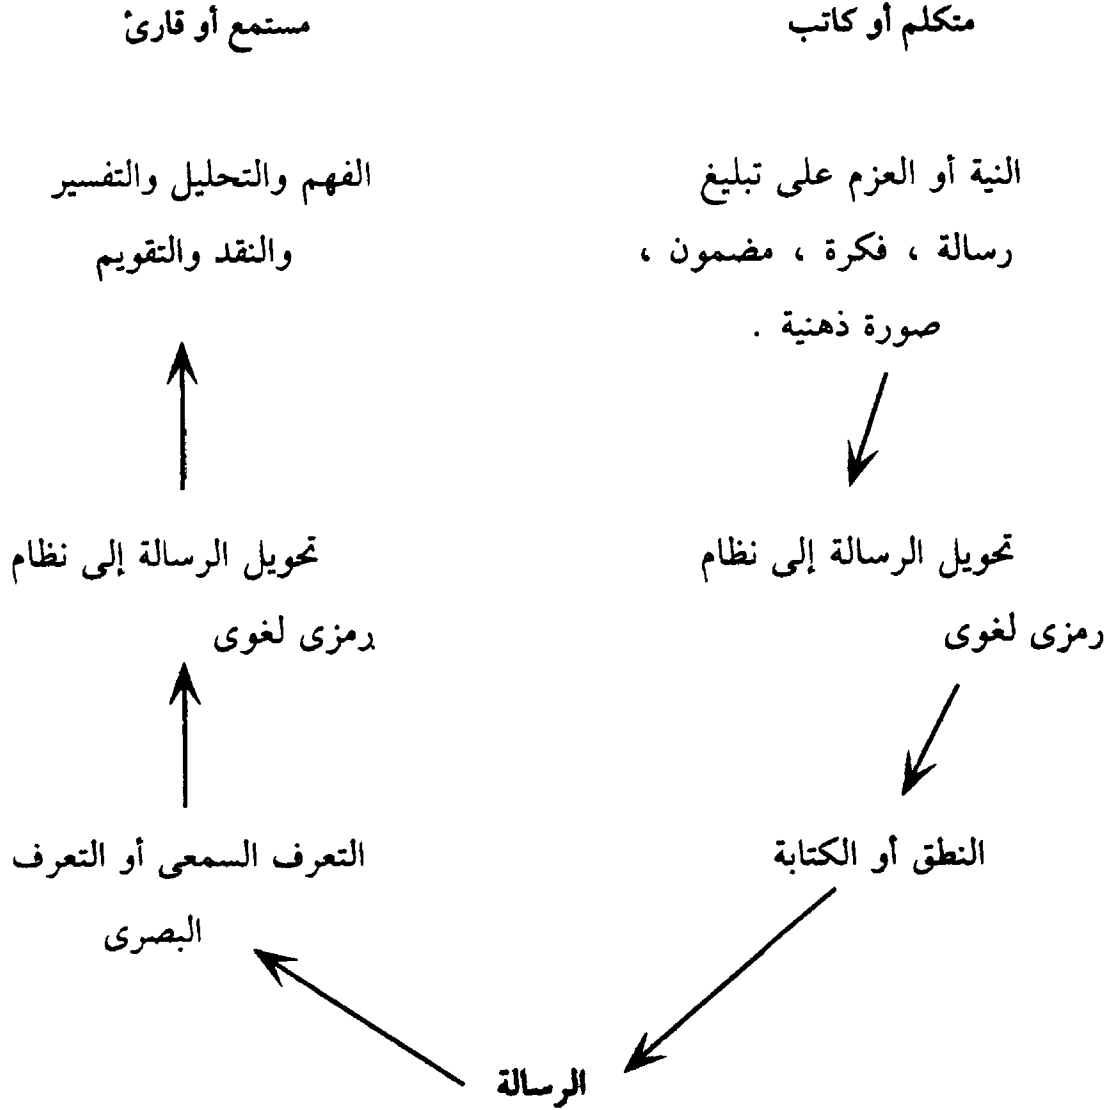 متكلم أو كاتب
النية أو العزم على تبليغ
رسالة ، فكرة ، مضمون ،
صورة ذهنية .
تحويل الرسالة إلى نظام
رمزى لغوى
النطق أو الكتابة
الرسالة
مستمع أو قارئ
الفهم والتحليل والتفسير
والنقد والتقويم
تحويل الرسالة إلى نظام
رمزى لغوى
التعرف السمعى أو التعرف
البصرى